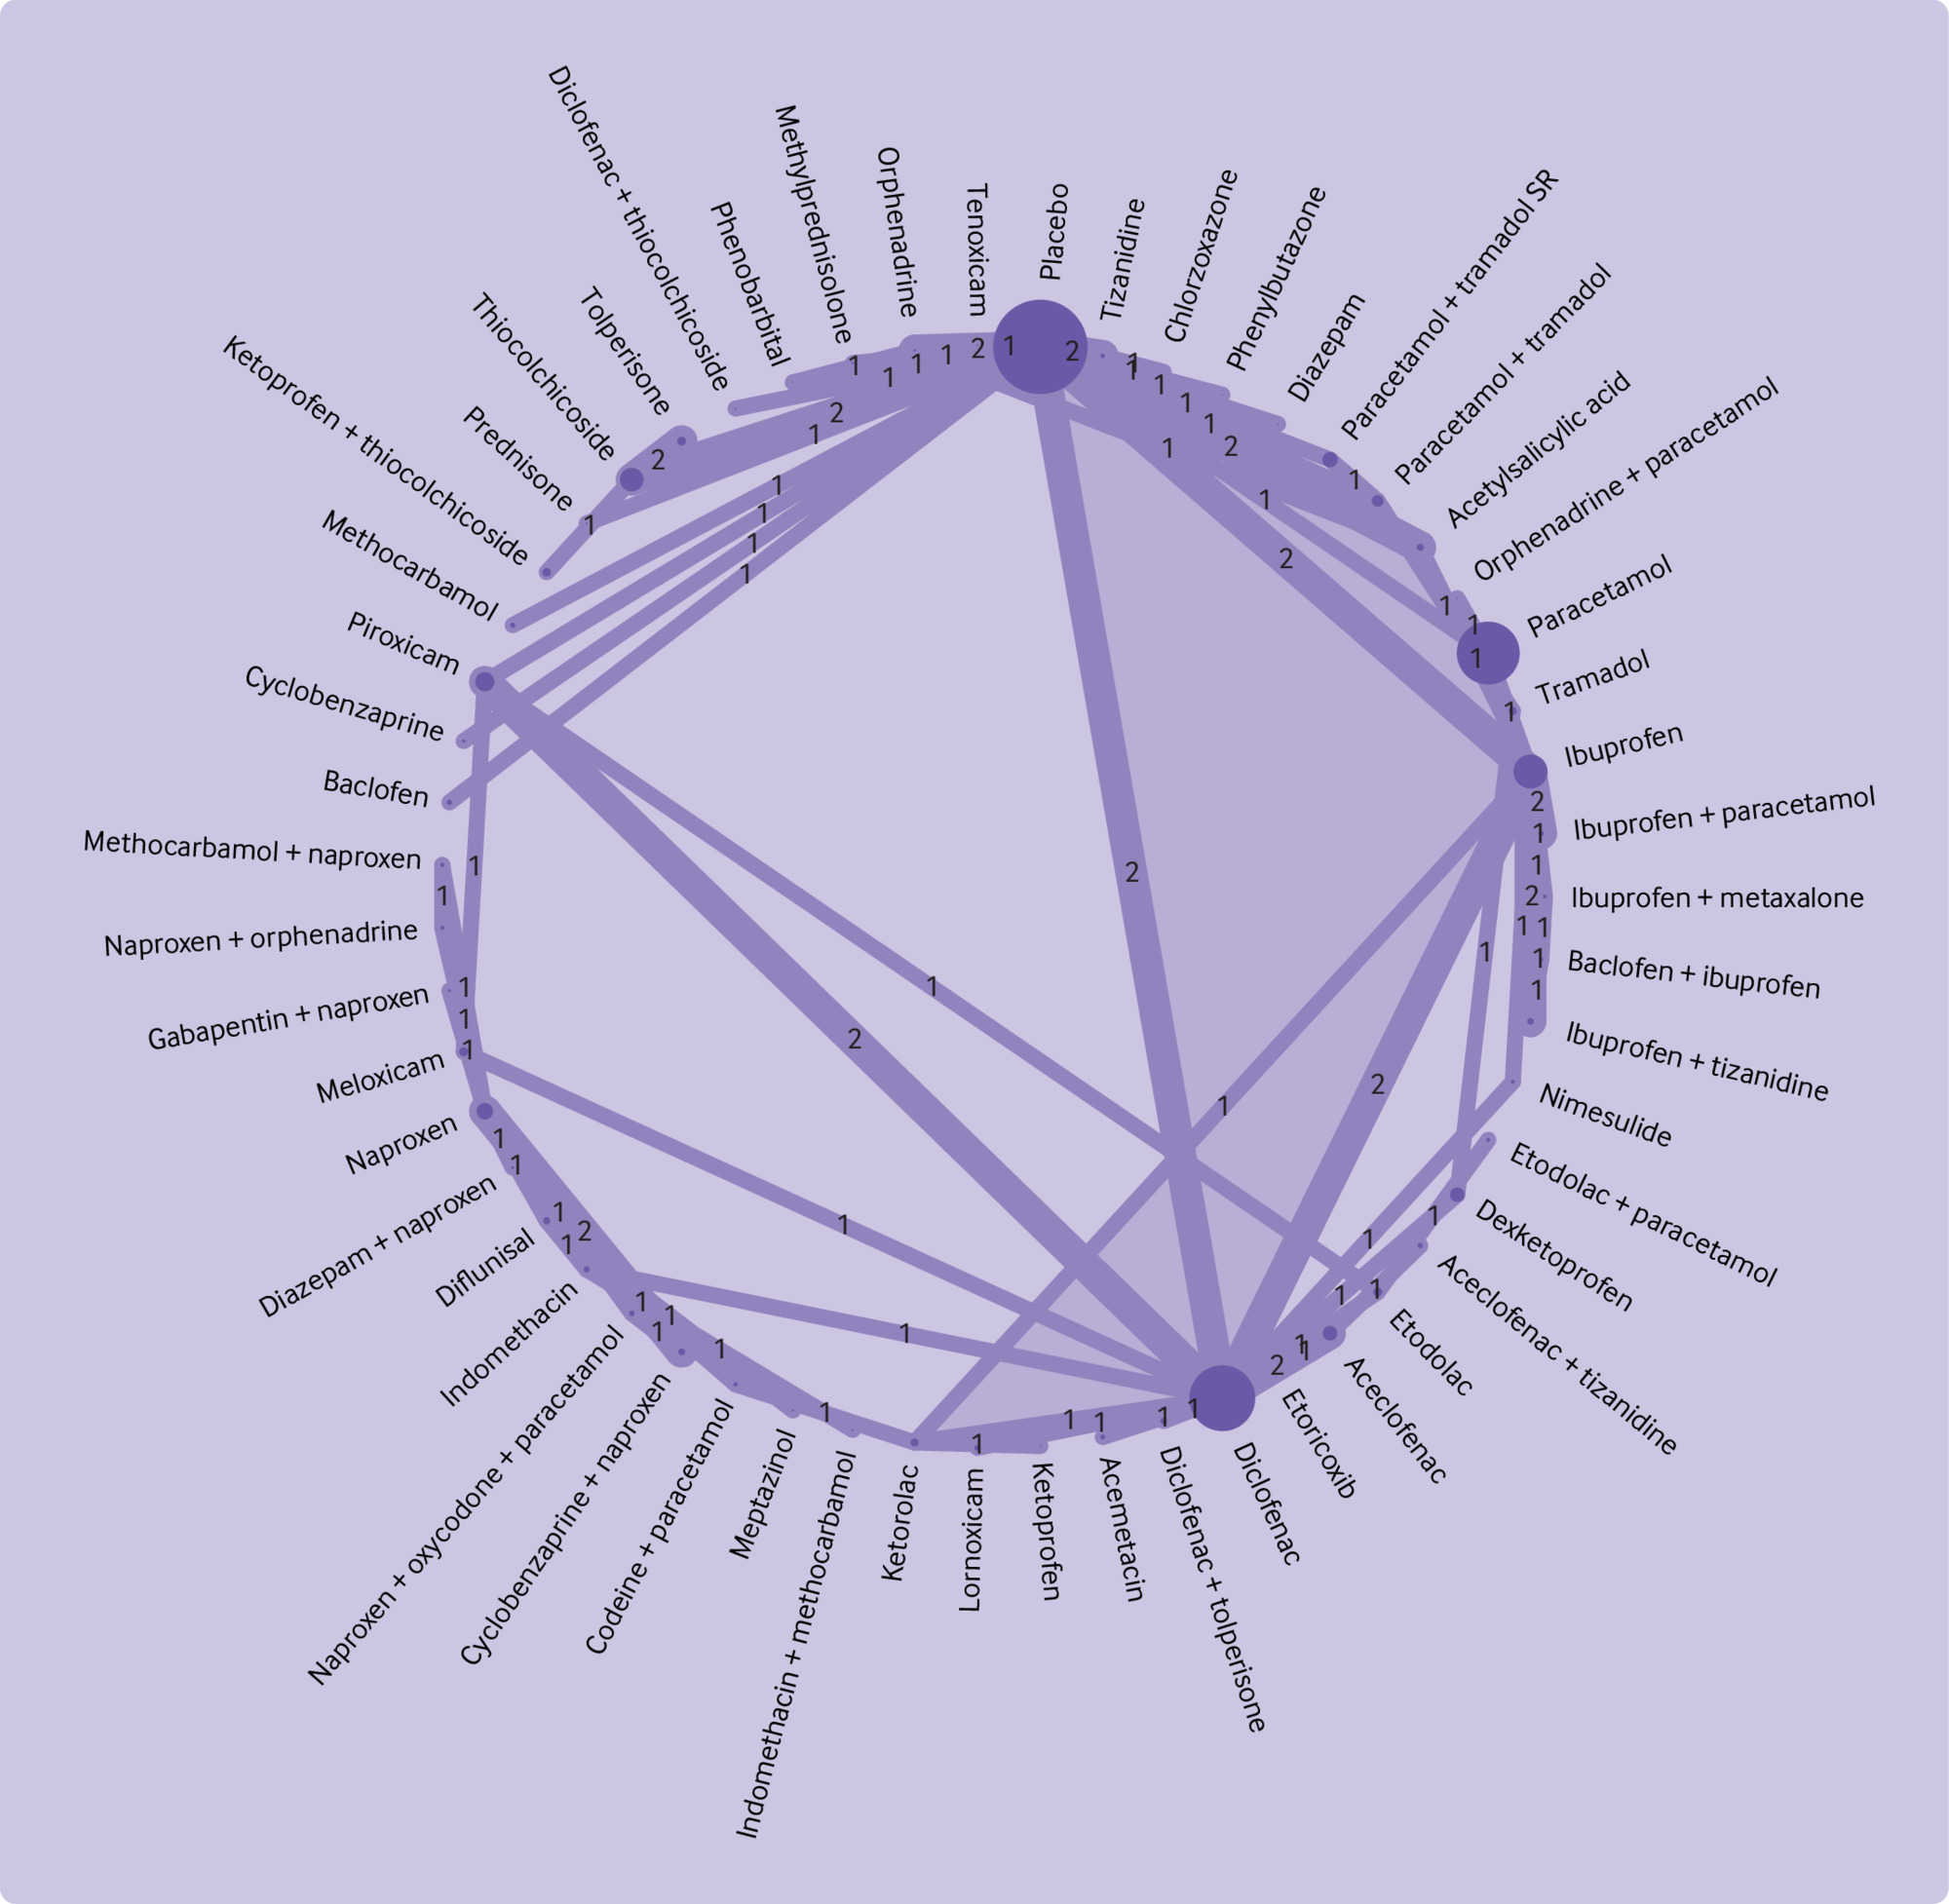 Placebo
Tizanidine
Chlorzoxazone
Phenylbutazone
Diazepam
Paracetamol + tramadol SR
Paracetamol + tramadol
Acetylsalicylic acid
Orphenadrine + paracetamol
Paracetamol
Tramadol
Ibuprofen
Ibuprofen + paracetamol
Ibuprofen + metaxalone
Baclofen + ibuprofen
Ibuprofen + tizanidine
Nimesulide
Etodolac + paracetamol
Dexketoprofen
Aceclofenac + tizanidine
Etodolac
Aceclofenac
Etoricoxib
Diclofenac
Diclofenac + tolperisone
Acemetacin
Ketoprofen
Lornoxicam
Ketorolac
Indomethacin + methocarbamol
Meptazinol
Codeine + paracetamol
Cyclobenzaprine + naproxen
Naproxen + oxycodone + paracetamol
Indomethacin
Diflunisal
Diazepam + naproxen
Naproxen
Meloxicam
Gabapentin + naproxen
Naproxen + orphenadrine
Methocarbamol + naproxen
Baclofen
Cyclobenzaprine
Piroxicam
Methocarbamol
Ketoprofen + thiocolchicoside
Prednisone
Thiocolchicoside
Tolperisone
Diclofenac + thiocolchicoside
Phenobarbital
Methylprednisolone
Orphenadrine
Tenoxicam
1
1
1
1
2
1
2
1
1
1
1
2
1
2
1
1
1
1
1
1
2
1
1
2
1
1
1
1
2
1
1
1
2
1
1
1
1
1
1
2
1
2
1
1
2
1
1
1
1
1
1
2
1
1
1
1
1
1
1
1
1
1
1
1
2
1
1
1
1
1
1
1
1
1
2